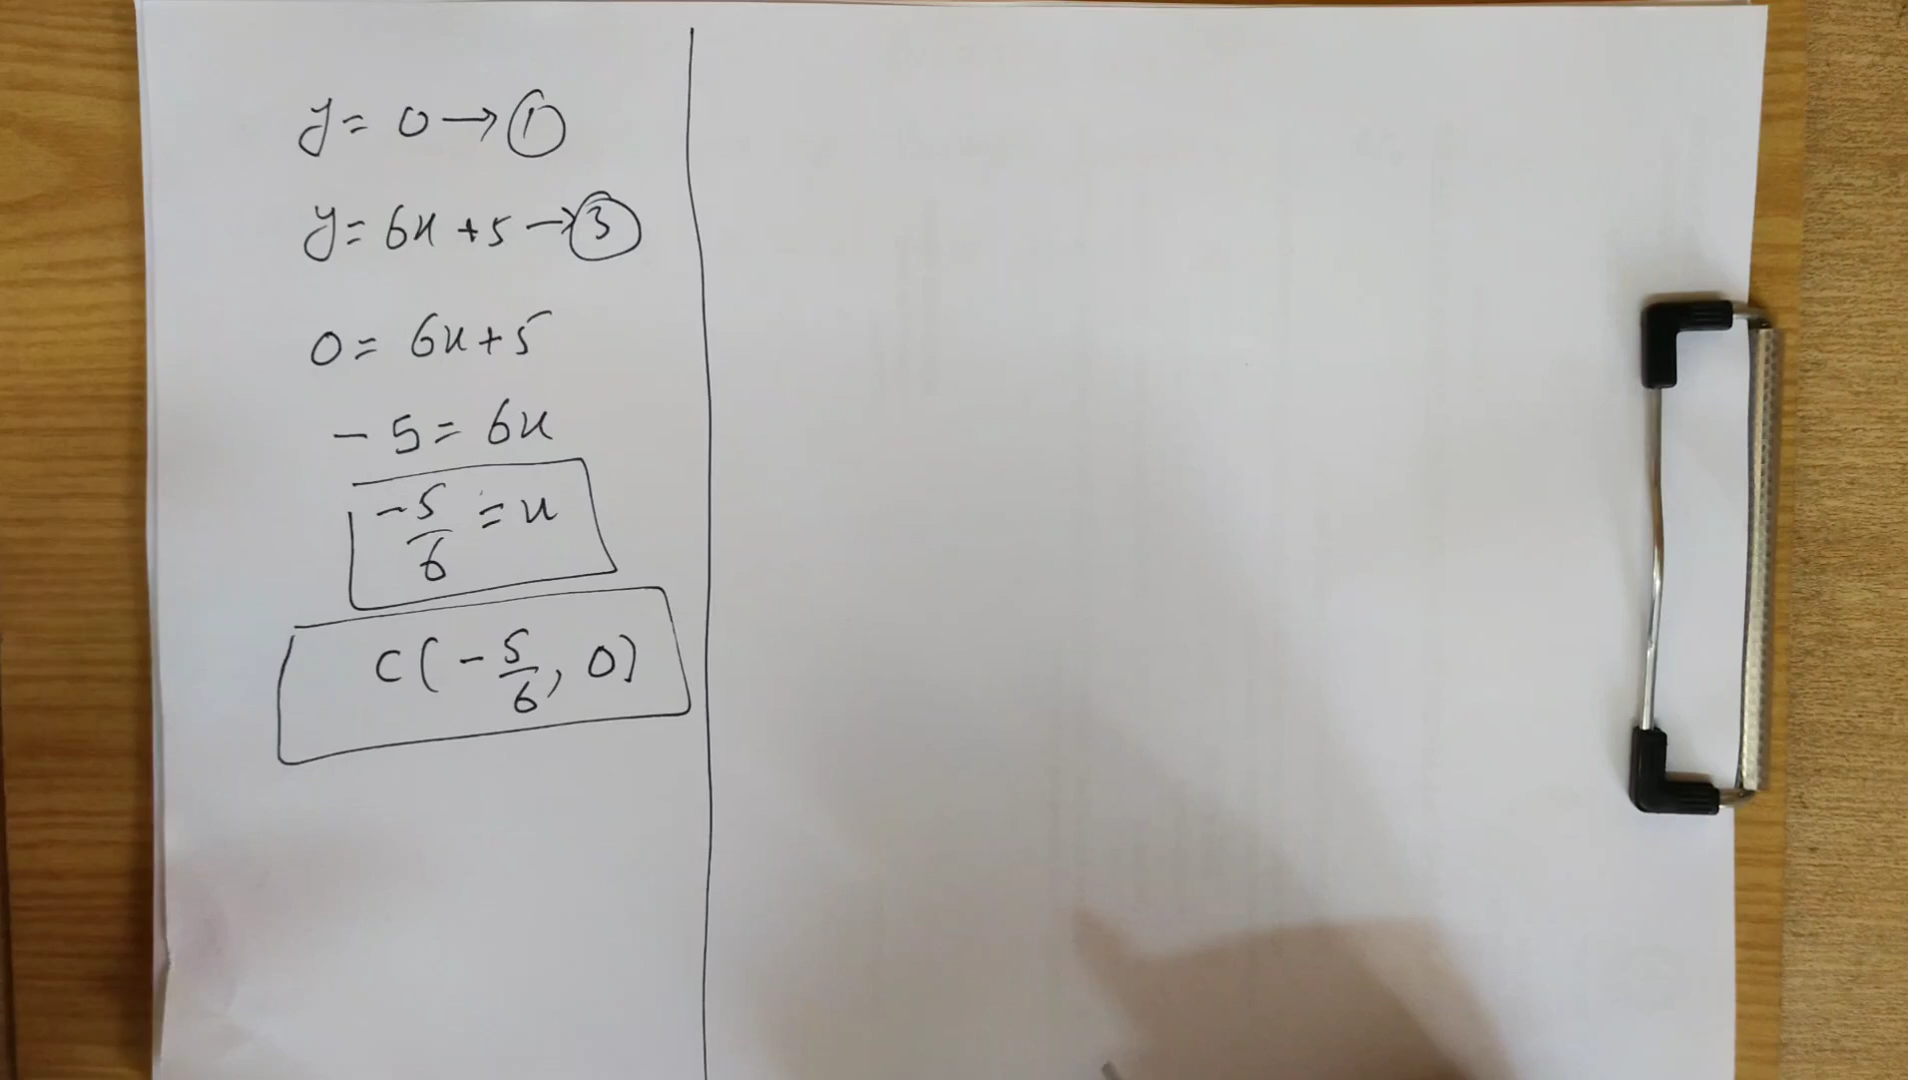 y = 0 → ①
y = 6x + 5 → ③
0 = 6x + 5
- 5 = 6x
-5/6 = x
C(-5/6, 0)